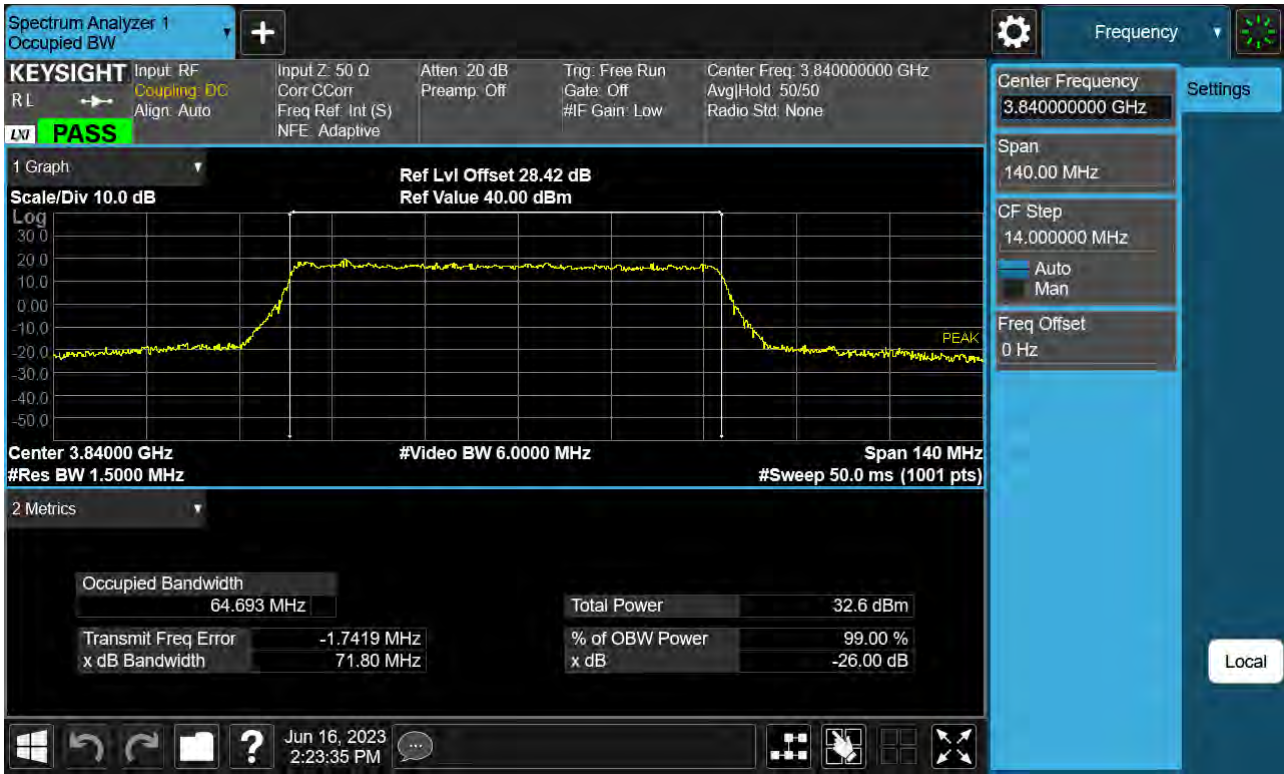 Spectrum Analyzer 1
Occupied BW
Frequency
KEYSIGHT
RL
LXI PASS
Input: RF
Coupling: DC
Align: Auto
Input Z: 50 Ω
Corr CCorr
Freq Ref: Int (S)
NFE: Adaptive
Atten: 20 dB
Preamp: Off
Trig: Free Run
Gate: Off
#IF Gain: Low
Center Freq: 3.840000000 GHz
Avg|Hold: 50/50
Radio Std: None
Center Frequency
3.840000000 GHz
Settings
Span
140.00 MHz
CF Step
14.000000 MHz
Auto
Man
Freq Offset
0 Hz
Local
1 Graph
Ref Lvl Offset 28.42 dB
Scale/Div 10.0 dB
Ref Value 40.00 dBm
Log
30.0
20.0
10.0
0.00
-10.0
PEAK
-20.0
-30.0
-40.0
-50.0
Center 3.84000 GHz
#Video BW 6.0000 MHz
Span 140 MHz
#Res BW 1.5000 MHz
#Sweep 50.0 ms (1001 pts)
2 Metrics
Occupied Bandwidth
64.693 MHz
Total Power 32.6 dBm
Transmit Freq Error -1.7419 MHz
% of OBW Power 99.00 %
x dB Bandwidth 71.80 MHz
x dB -26.00 dB
?
Jun 16, 2023
2:23:35 PM